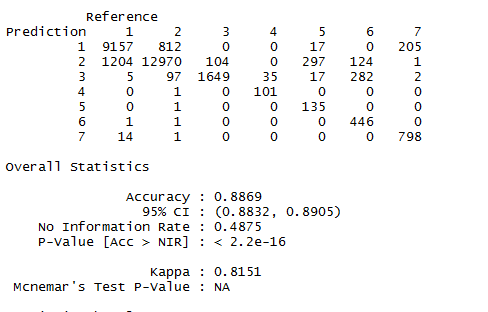 Reference
Prediction 1 2 3 4 5 6 7
1 9157 812 0 0 17 0 205
2 1204 12970 104 0 297 124 1
3 5 97 1649 35 17 282 2
4 0 1 0 101 0 0 0
5 0 1 0 0 135 0 0
6 1 1 0 0 0 446 0
7 14 1 0 0 0 0 798
Overall Statistics
Accuracy : 0.8869
95% CI : (0.8832, 0.8905)
No Information Rate : 0.4875
P-Value [Acc > NIR] : < 2.2e-16
Kappa : 0.8151
Mcnemar's Test P-Value : NA